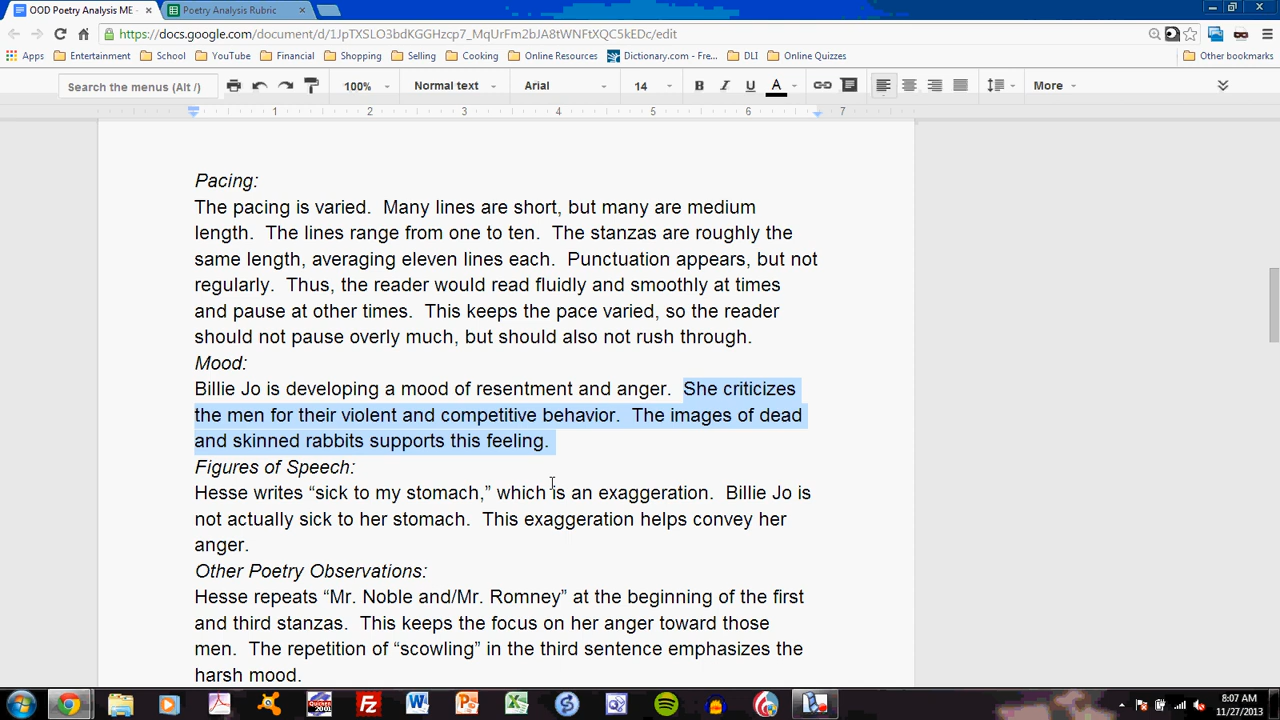 OOD Poetry Analysis ME -
Poetry Analysis Rubric
https://docs.google.com/document/d/1JpTXSLO3bdKGGHzcp7_MqUrFm2bJA8tWNFtXQC5kEDc/edit
Apps Entertainment School YouTube Financial Shopping Selling Cooking Online Resources Dictionary.com - Fre... DLI Online Quizzes Other bookmarks
Search the menus (Alt /) 100% Normal text Arial 14 B I U A More
1 2 3 4 5 6 7
Pacing:
The pacing is varied.  Many lines are short, but many are medium
length.  The lines range from one to ten.  The stanzas are roughly the
same length, averaging eleven lines each.  Punctuation appears, but not
regularly.  Thus, the reader would read fluidly and smoothly at times
and pause at other times.  This keeps the pace varied, so the reader
should not pause overly much, but should also not rush through.
Mood:
Billie Jo is developing a mood of resentment and anger.  She criticizes
the men for their violent and competitive behavior.  The images of dead
and skinned rabbits supports this feeling.
Figures of Speech:
Hesse writes “sick to my stomach,” which is an exaggeration.  Billie Jo is
not actually sick to her stomach.  This exaggeration helps convey her
anger.
Other Poetry Observations:
Hesse repeats “Mr. Noble and/Mr. Romney” at the beginning of the first
and third stanzas.  This keeps the focus on her anger toward those
men.  The repetition of “scowling” in the third sentence emphasizes the
harsh mood.
8:07 AM
11/27/2013